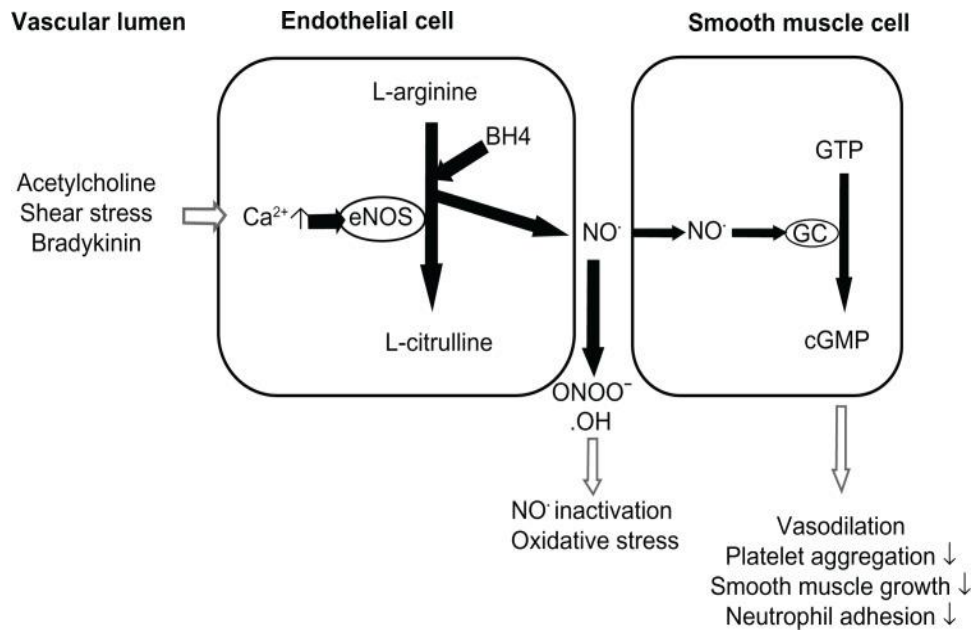 Vascular lumen
Endothelial cell
Smooth muscle cell
L-arginine
BH4
GTP
Acetylcholine
Shear stress
Bradykinin
Ca²⁺ ↑
eNOS
NO·
NO·
GC
L-citrulline
cGMP
ONOO⁻
.OH
NO· inactivation
Oxidative stress
Vasodilation
Platelet aggregation ↓
Smooth muscle growth ↓
Neutrophil adhesion ↓